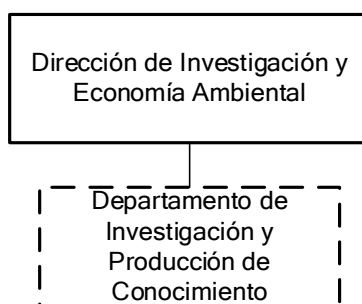 Dirección de Investigación y
Economía Ambiental
Departamento de
Investigación y
Producción de
Conocimiento